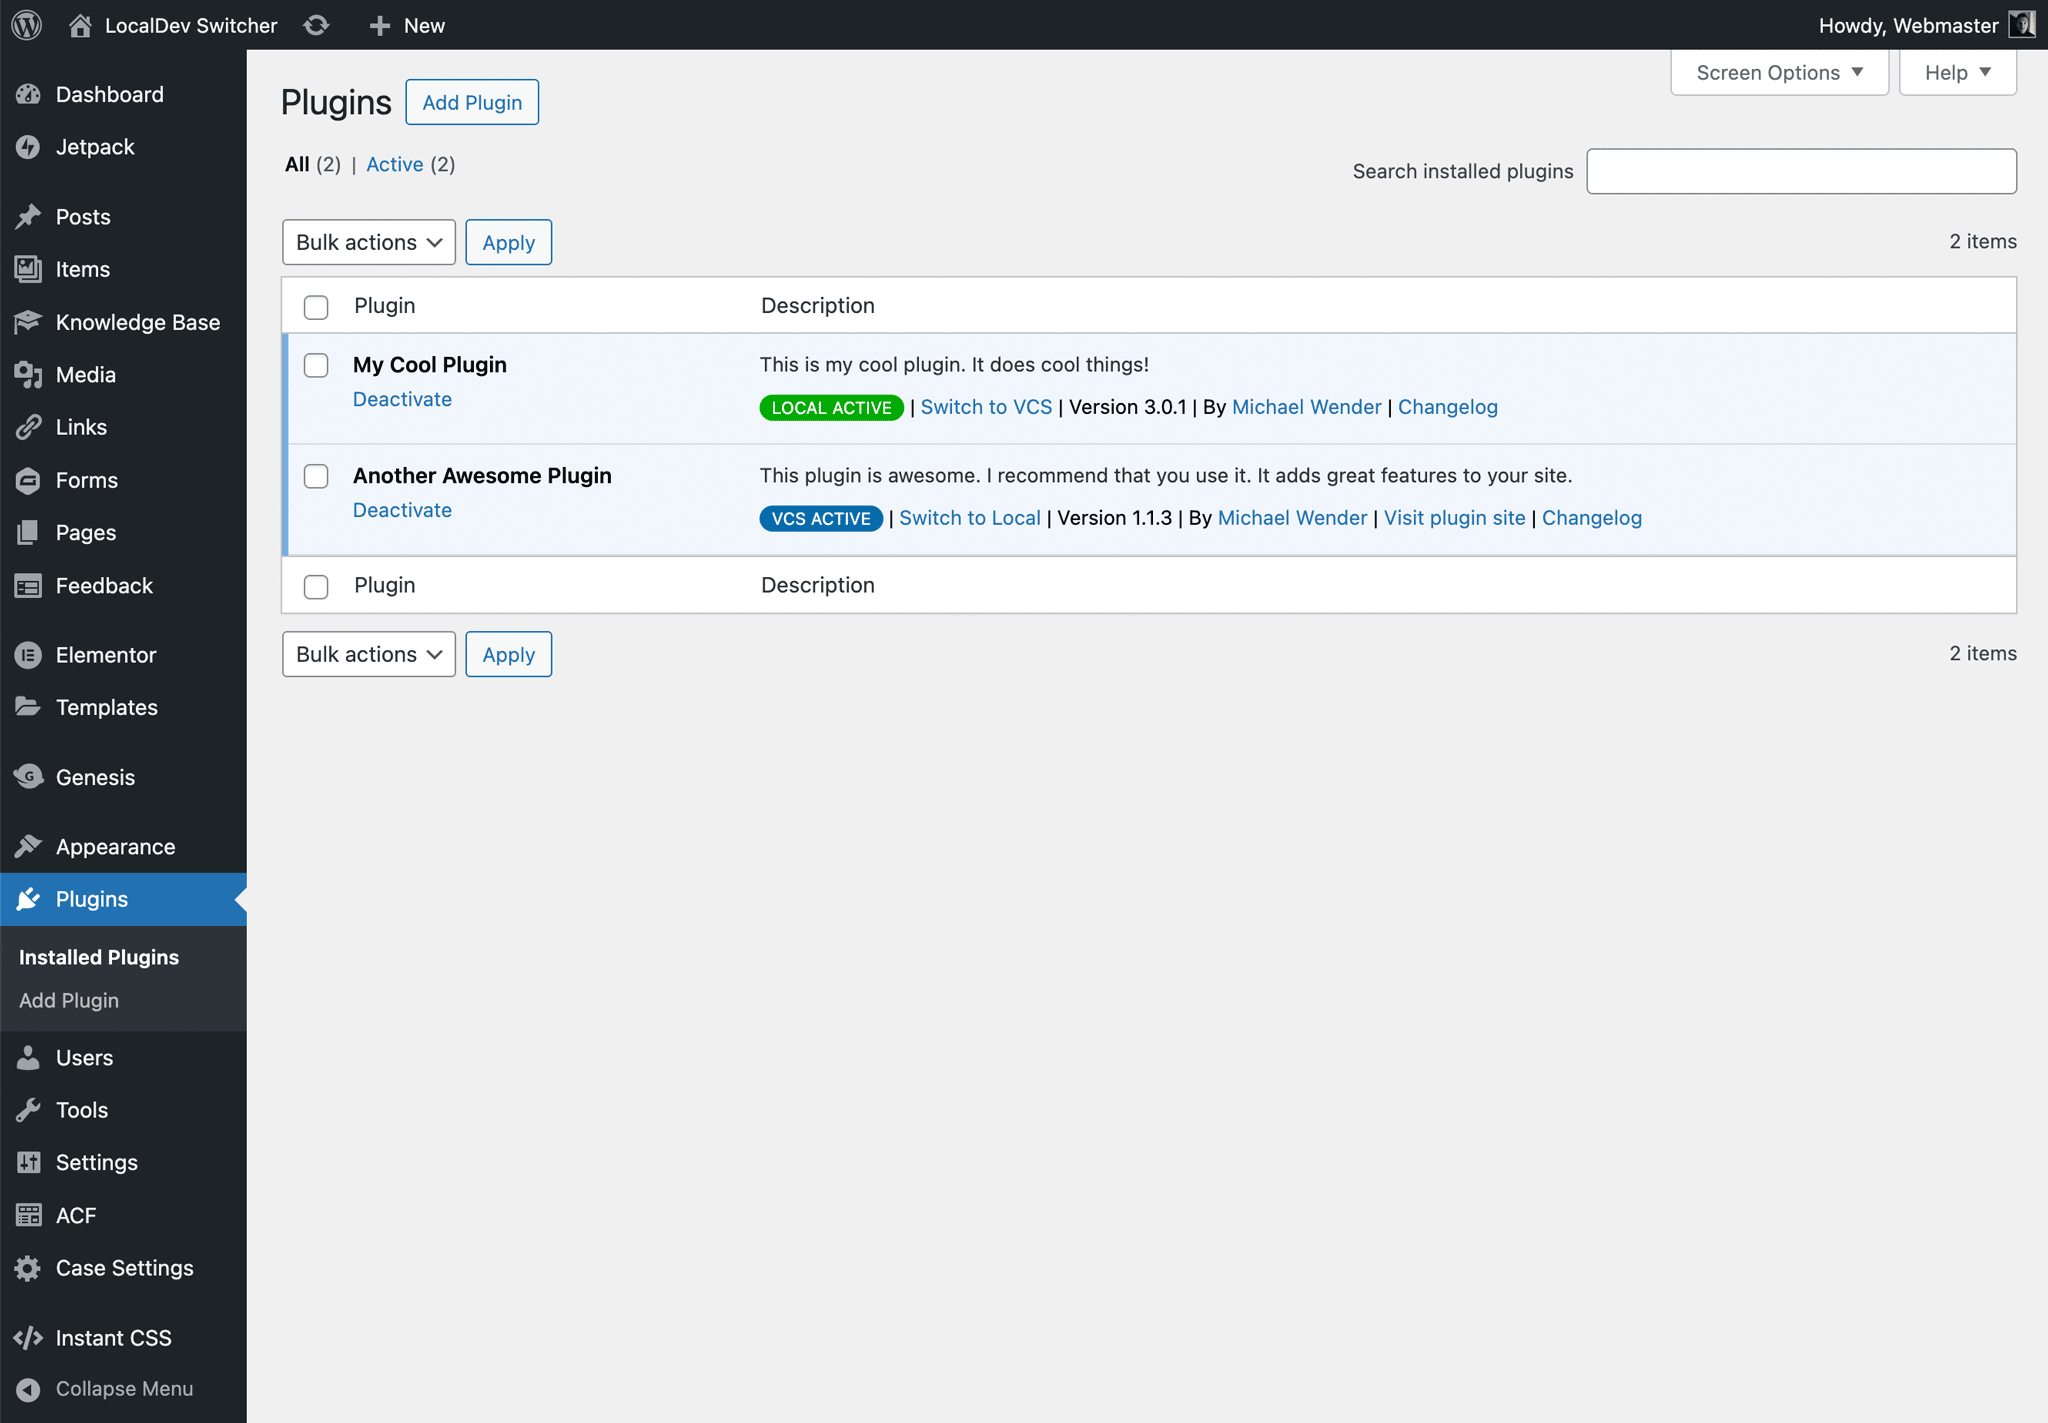 LocalDev Switcher New Howdy, Webmaster
Dashboard
Jetpack
Posts
Items
Knowledge Base
Media
Links
Forms
Pages
Feedback
Elementor
Templates
Genesis
Appearance
Plugins
Installed Plugins
Add Plugin
Users
Tools
Settings
ACF
Case Settings
Instant CSS
Collapse Menu
Screen Options ▼ Help ▼
Plugins Add Plugin
All (2) | Active (2)
Search installed plugins
Bulk actions Apply 2 items
Plugin Description
My Cool Plugin This is my cool plugin. It does cool things!
Deactivate LOCAL ACTIVE | Switch to VCS | Version 3.0.1 | By Michael Wender | Changelog
Another Awesome Plugin This plugin is awesome. I recommend that you use it. It adds great features to your site.
Deactivate VCS ACTIVE | Switch to Local | Version 1.1.3 | By Michael Wender | Visit plugin site | Changelog
Plugin Description
Bulk actions Apply 2 items